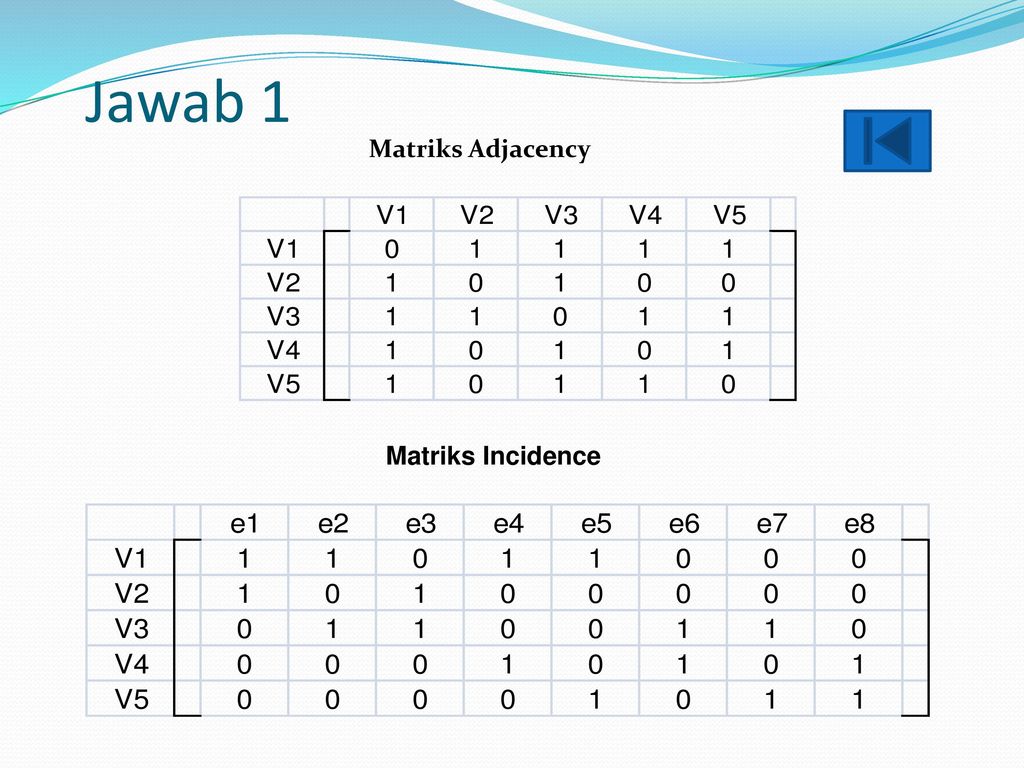 Jawab 1
Matriks Adjacency
V1 V2 V3 V4 V5
V1 0 1 1 1 1
V2 1 0 1 0 0
V3 1 1 0 1 1
V4 1 0 1 0 1
V5 1 0 1 1 0
Matriks Incidence
e1 e2 e3 e4 e5 e6 e7 e8
V1 1 1 0 1 1 0 0 0
V2 1 0 1 0 0 0 0 0
V3 0 1 1 0 0 1 1 0
V4 0 0 0 1 0 1 0 1
V5 0 0 0 0 1 0 1 1